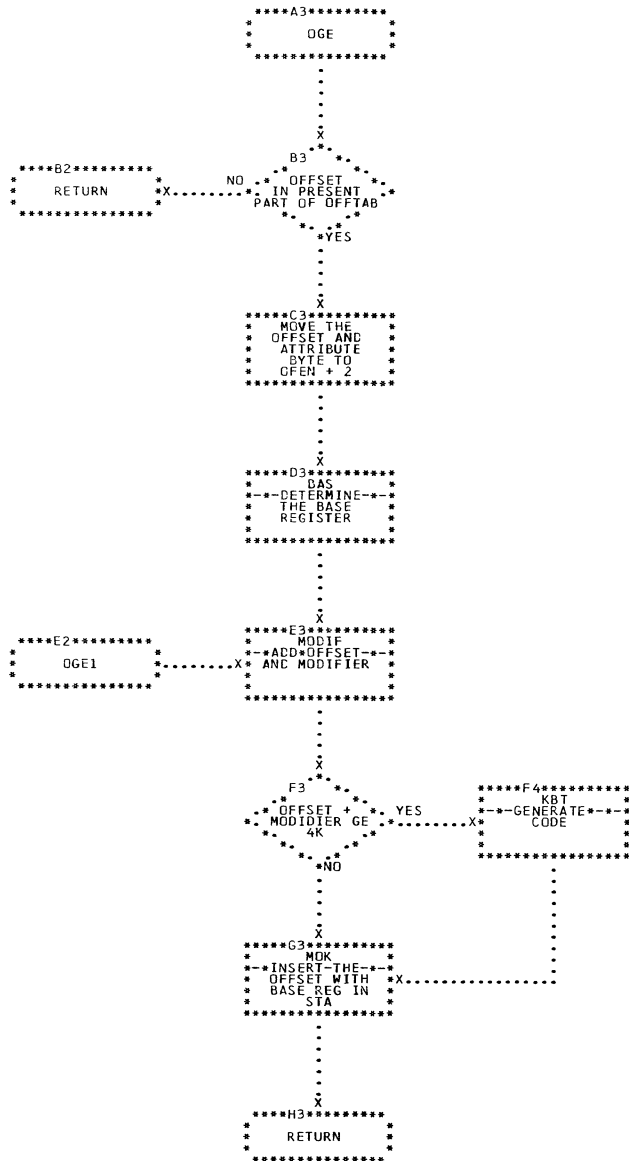 A3
OGE
B3
OFFSET
IN PRESENT
PART OF OFFTAB
NO
B2
RETURN
YES
C3
MOVE THE
OFFSET AND
ATTRIBUTE
BYTE TO
OFEN + 2
D3
BAS
DETERMINE
THE BASE
REGISTER
E2
OGE1
E3
MODIF
ADD OFFSET
AND MODIFIER
F3
OFFSET +
MODIDIER GE
4K
YES
F4
KBT
GENERATE
CODE
NO
G3
MOK
INSERT THE
OFFSET WITH
BASE REG IN
STA
H3
RETURN